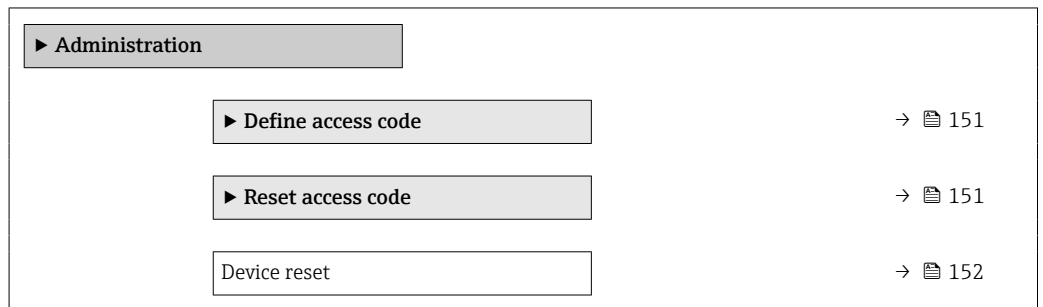 ▶ Administration
▶ Define access code → 151
▶ Reset access code → 151
Device reset → 152